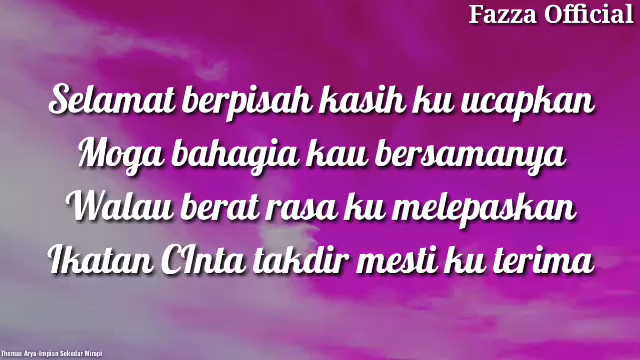 Fazza Official
Selamat berpisah kasih ku ucapkan
Moga bahagia kau bersamanya
Walau berat rasa ku melepaskan
Ikatan CInta takdir mesti ku terima
Thomas Arya-Impian Sekedar Mimpi